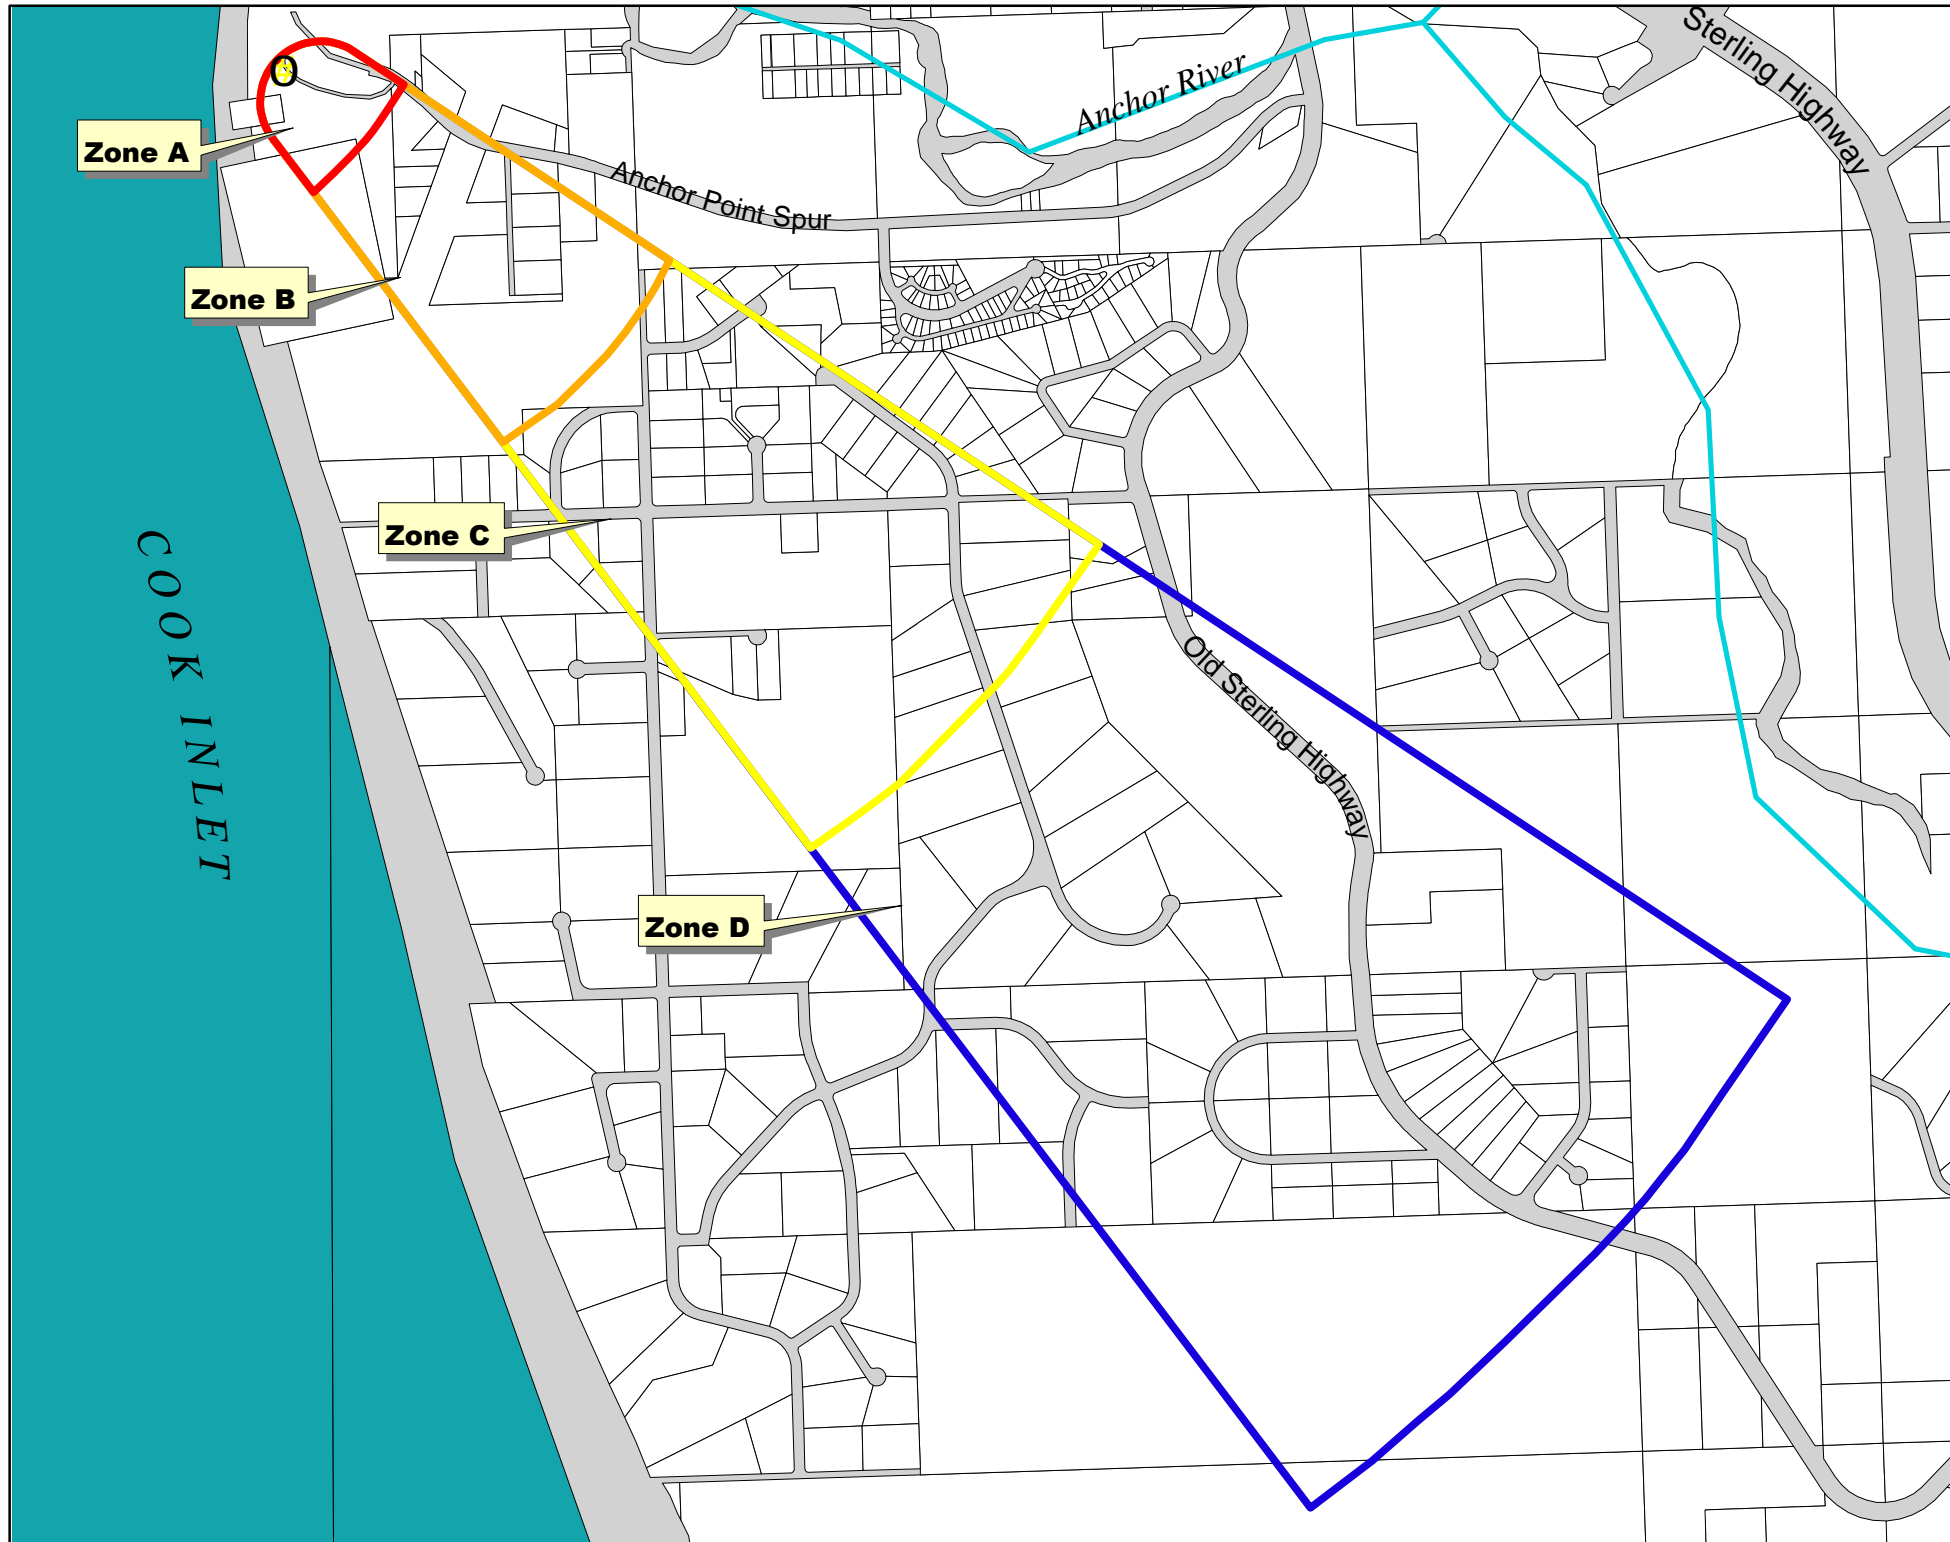 Sterling Highway
Anchor River
Zone A
Anchor Point Spur
Zone B
Zone C
COOK INLET
Old Sterling Highway
Zone D